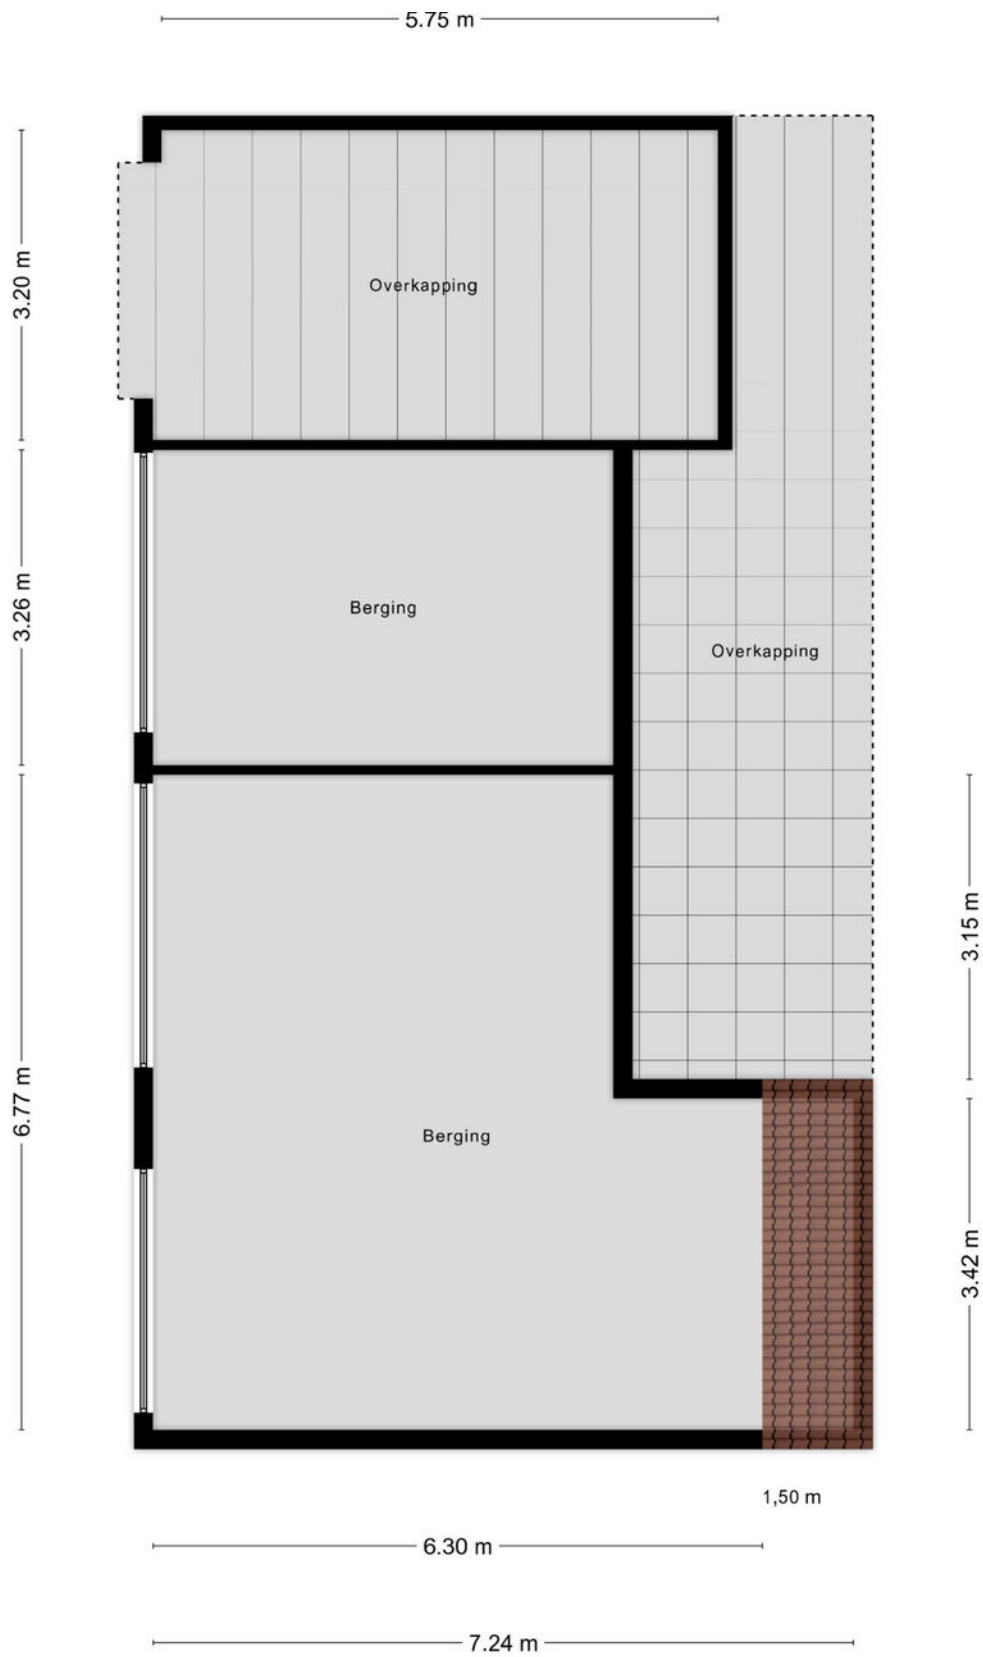 5.75 m
3.20 m
Overkapping
3.26 m
Berging
Overkapping
3.15 m
6.77 m
Berging
3.42 m
1,50 m
6.30 m
7.24 m